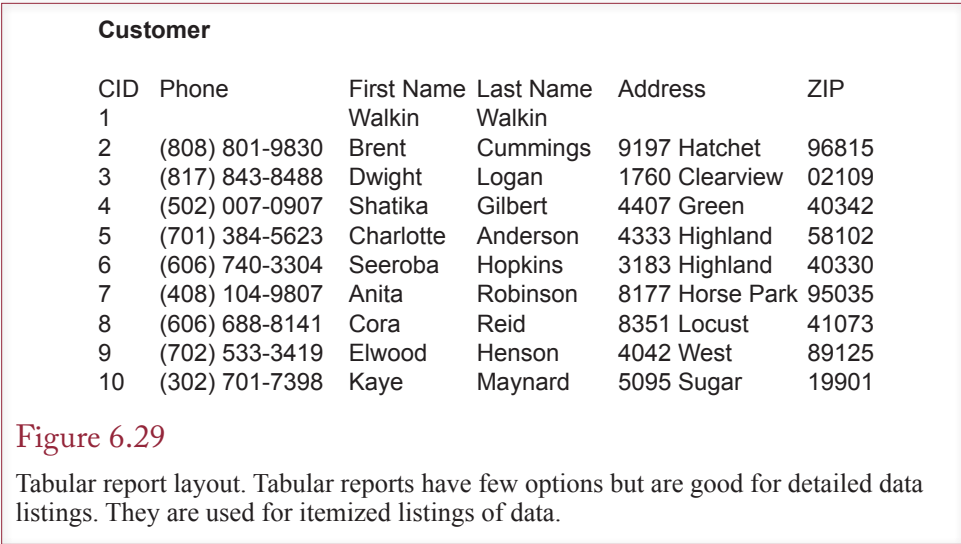 Customer
CID Phone First Name Last Name Address ZIP
1 Walkin Walkin
2 (808) 801-9830 Brent Cummings 9197 Hatchet 96815
3 (817) 843-8488 Dwight Logan 1760 Clearview 02109
4 (502) 007-0907 Shatika Gilbert 4407 Green 40342
5 (701) 384-5623 Charlotte Anderson 4333 Highland 58102
6 (606) 740-3304 Seeroba Hopkins 3183 Highland 40330
7 (408) 104-9807 Anita Robinson 8177 Horse Park 95035
8 (606) 688-8141 Cora Reid 8351 Locust 41073
9 (702) 533-3419 Elwood Henson 4042 West 89125
10 (302) 701-7398 Kaye Maynard 5095 Sugar 19901
Figure 6.29
Tabular report layout. Tabular reports have few options but are good for detailed data
listings. They are used for itemized listings of data.